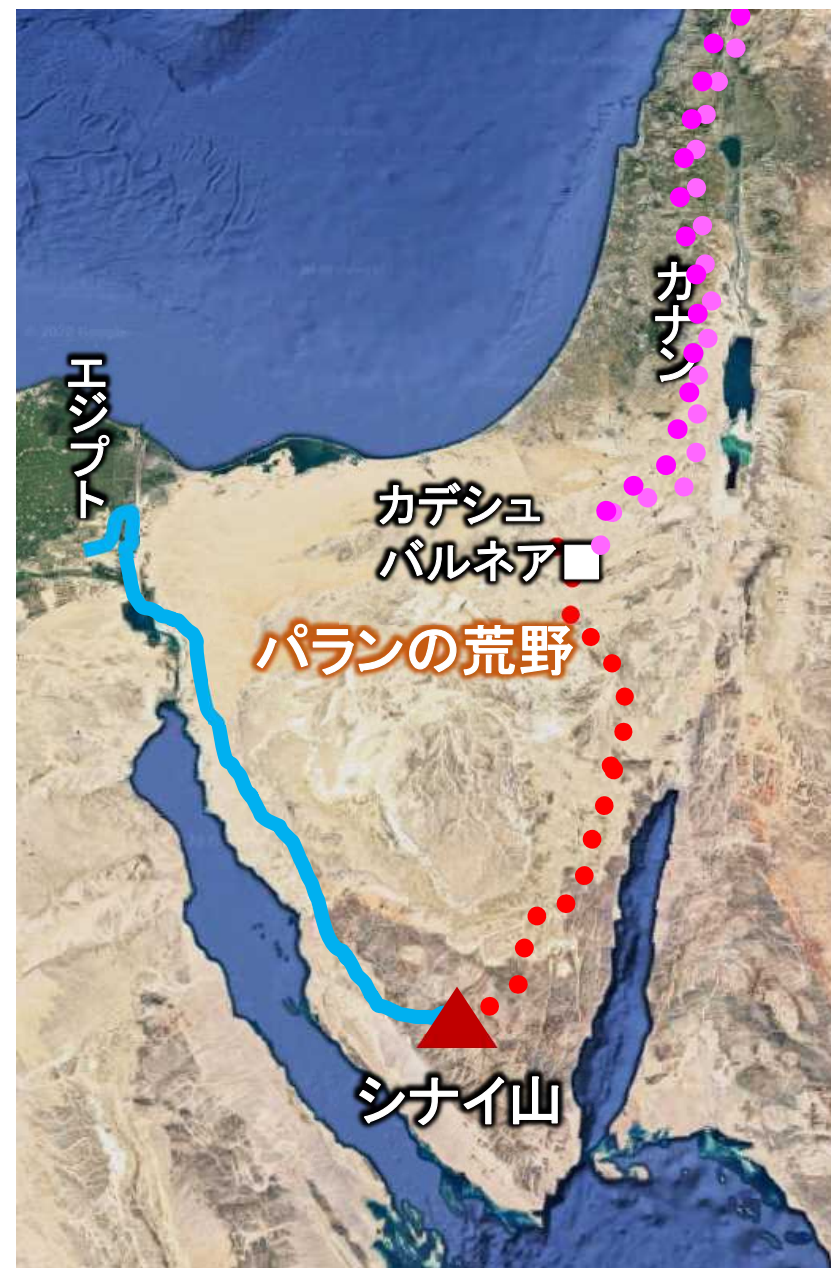 カナン
エジプト
カデシュ
バルネア
パランの荒野
シナイ山